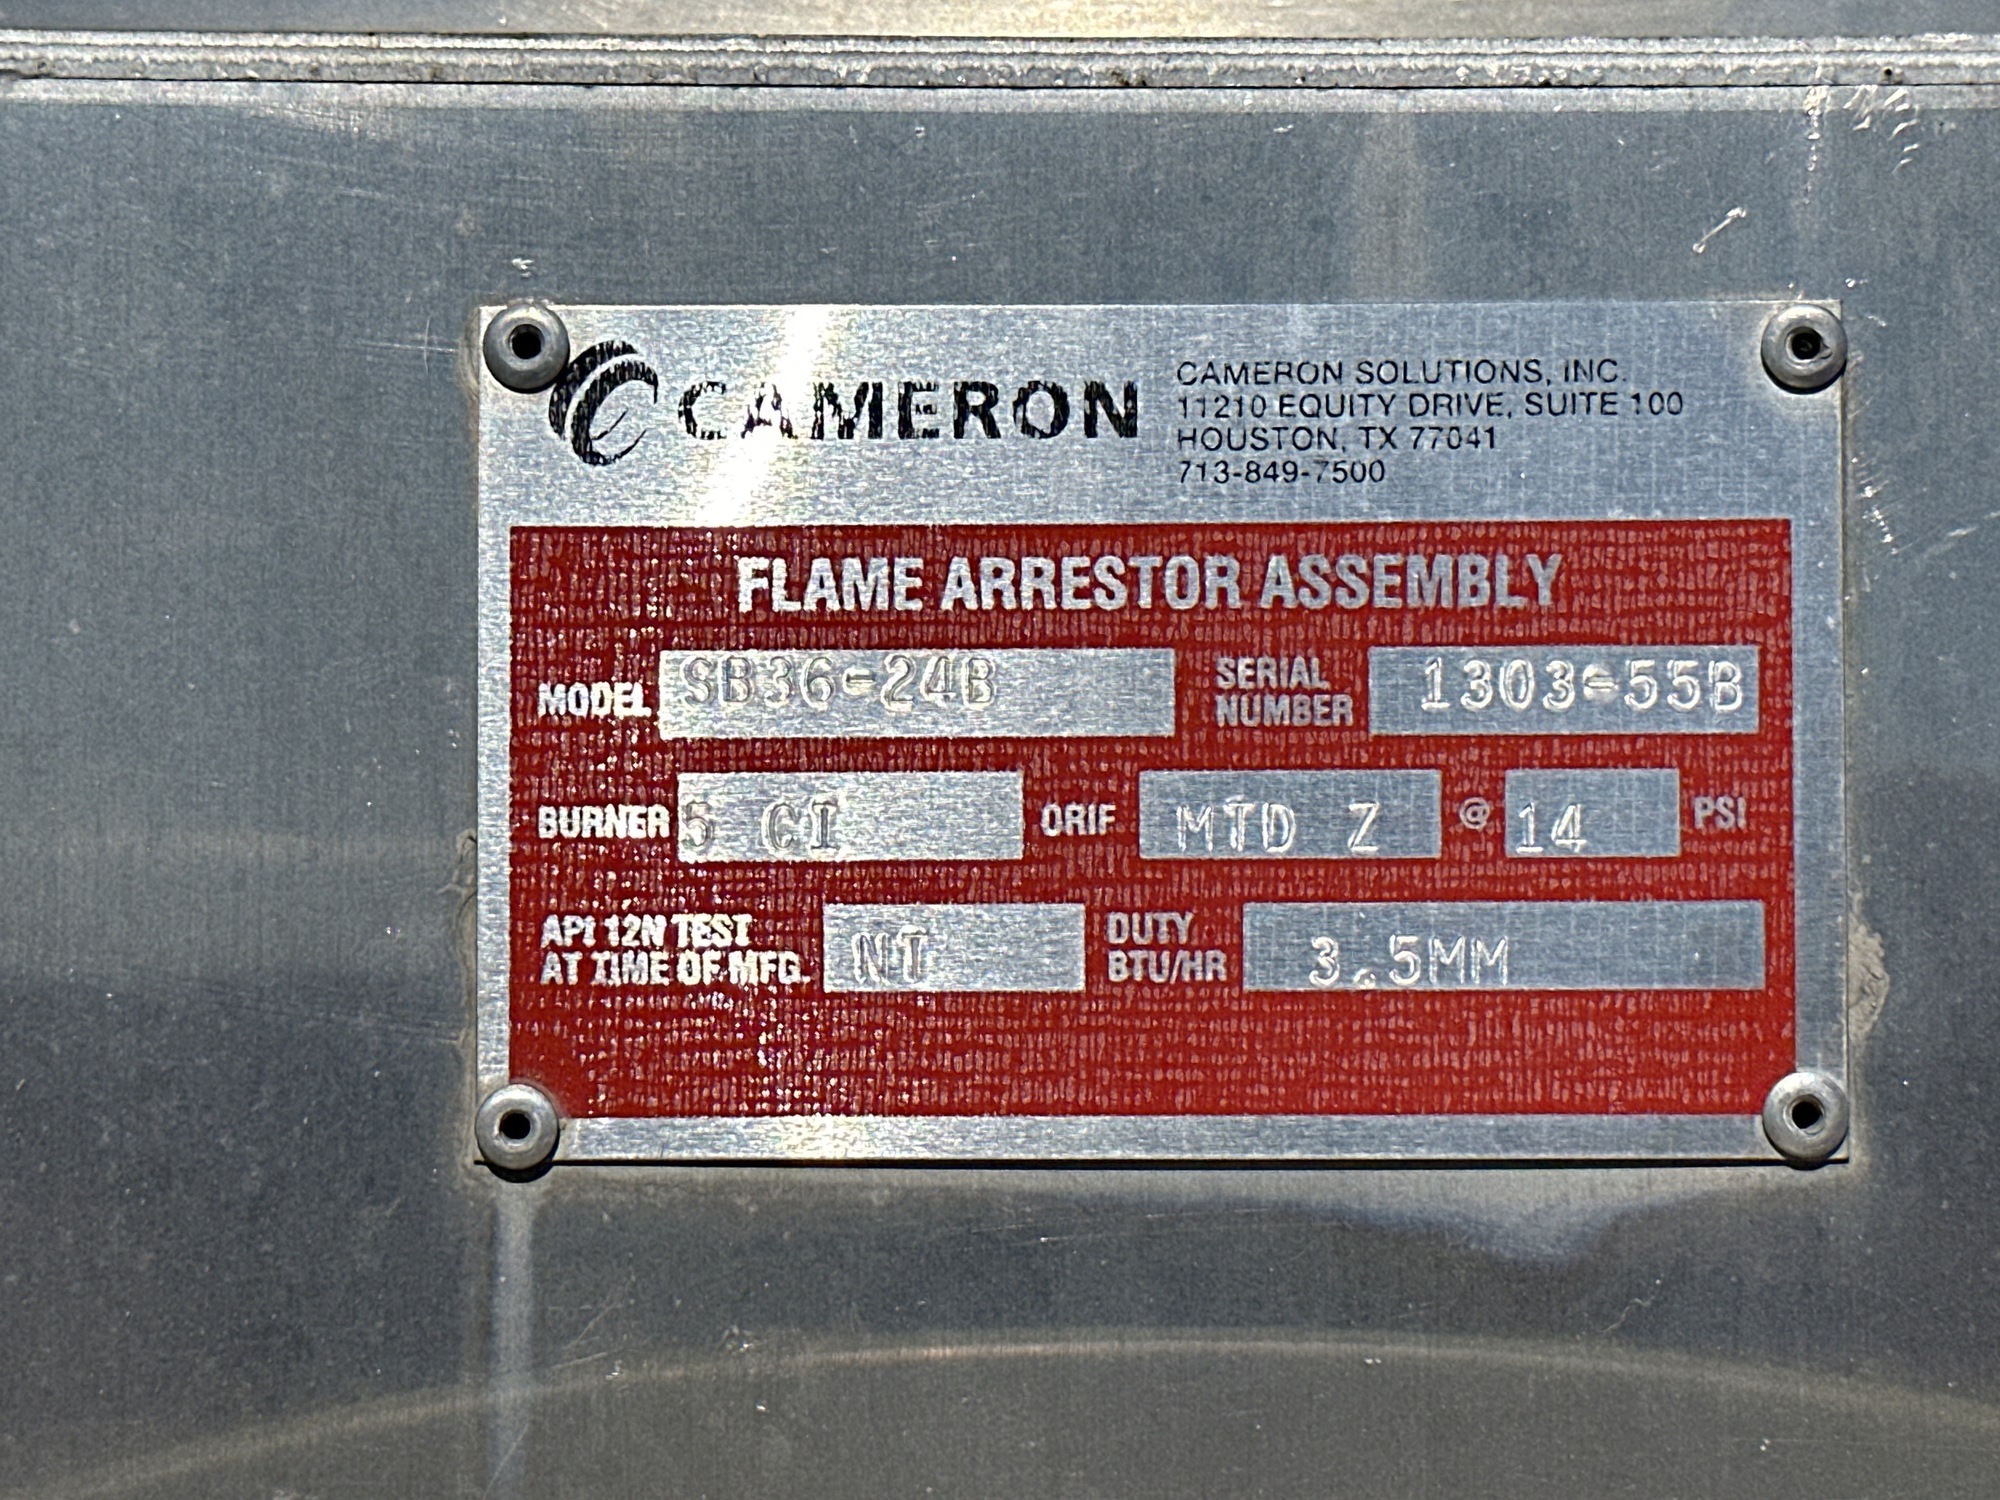 CAMERON
CAMERON SOLUTIONS, INC.
11210 EQUITY DRIVE, SUITE 100
HOUSTON, TX 77041
713-849-7500
FLAME ARRESTOR ASSEMBLY
MODEL SB36-24B SERIAL NUMBER 1303-55B
BURNER 5 CI ORIF MTD Z @ 14 PSI
API 12N TEST AT TIME OF MFG. NT DUTY BTU/HR 3.5MM